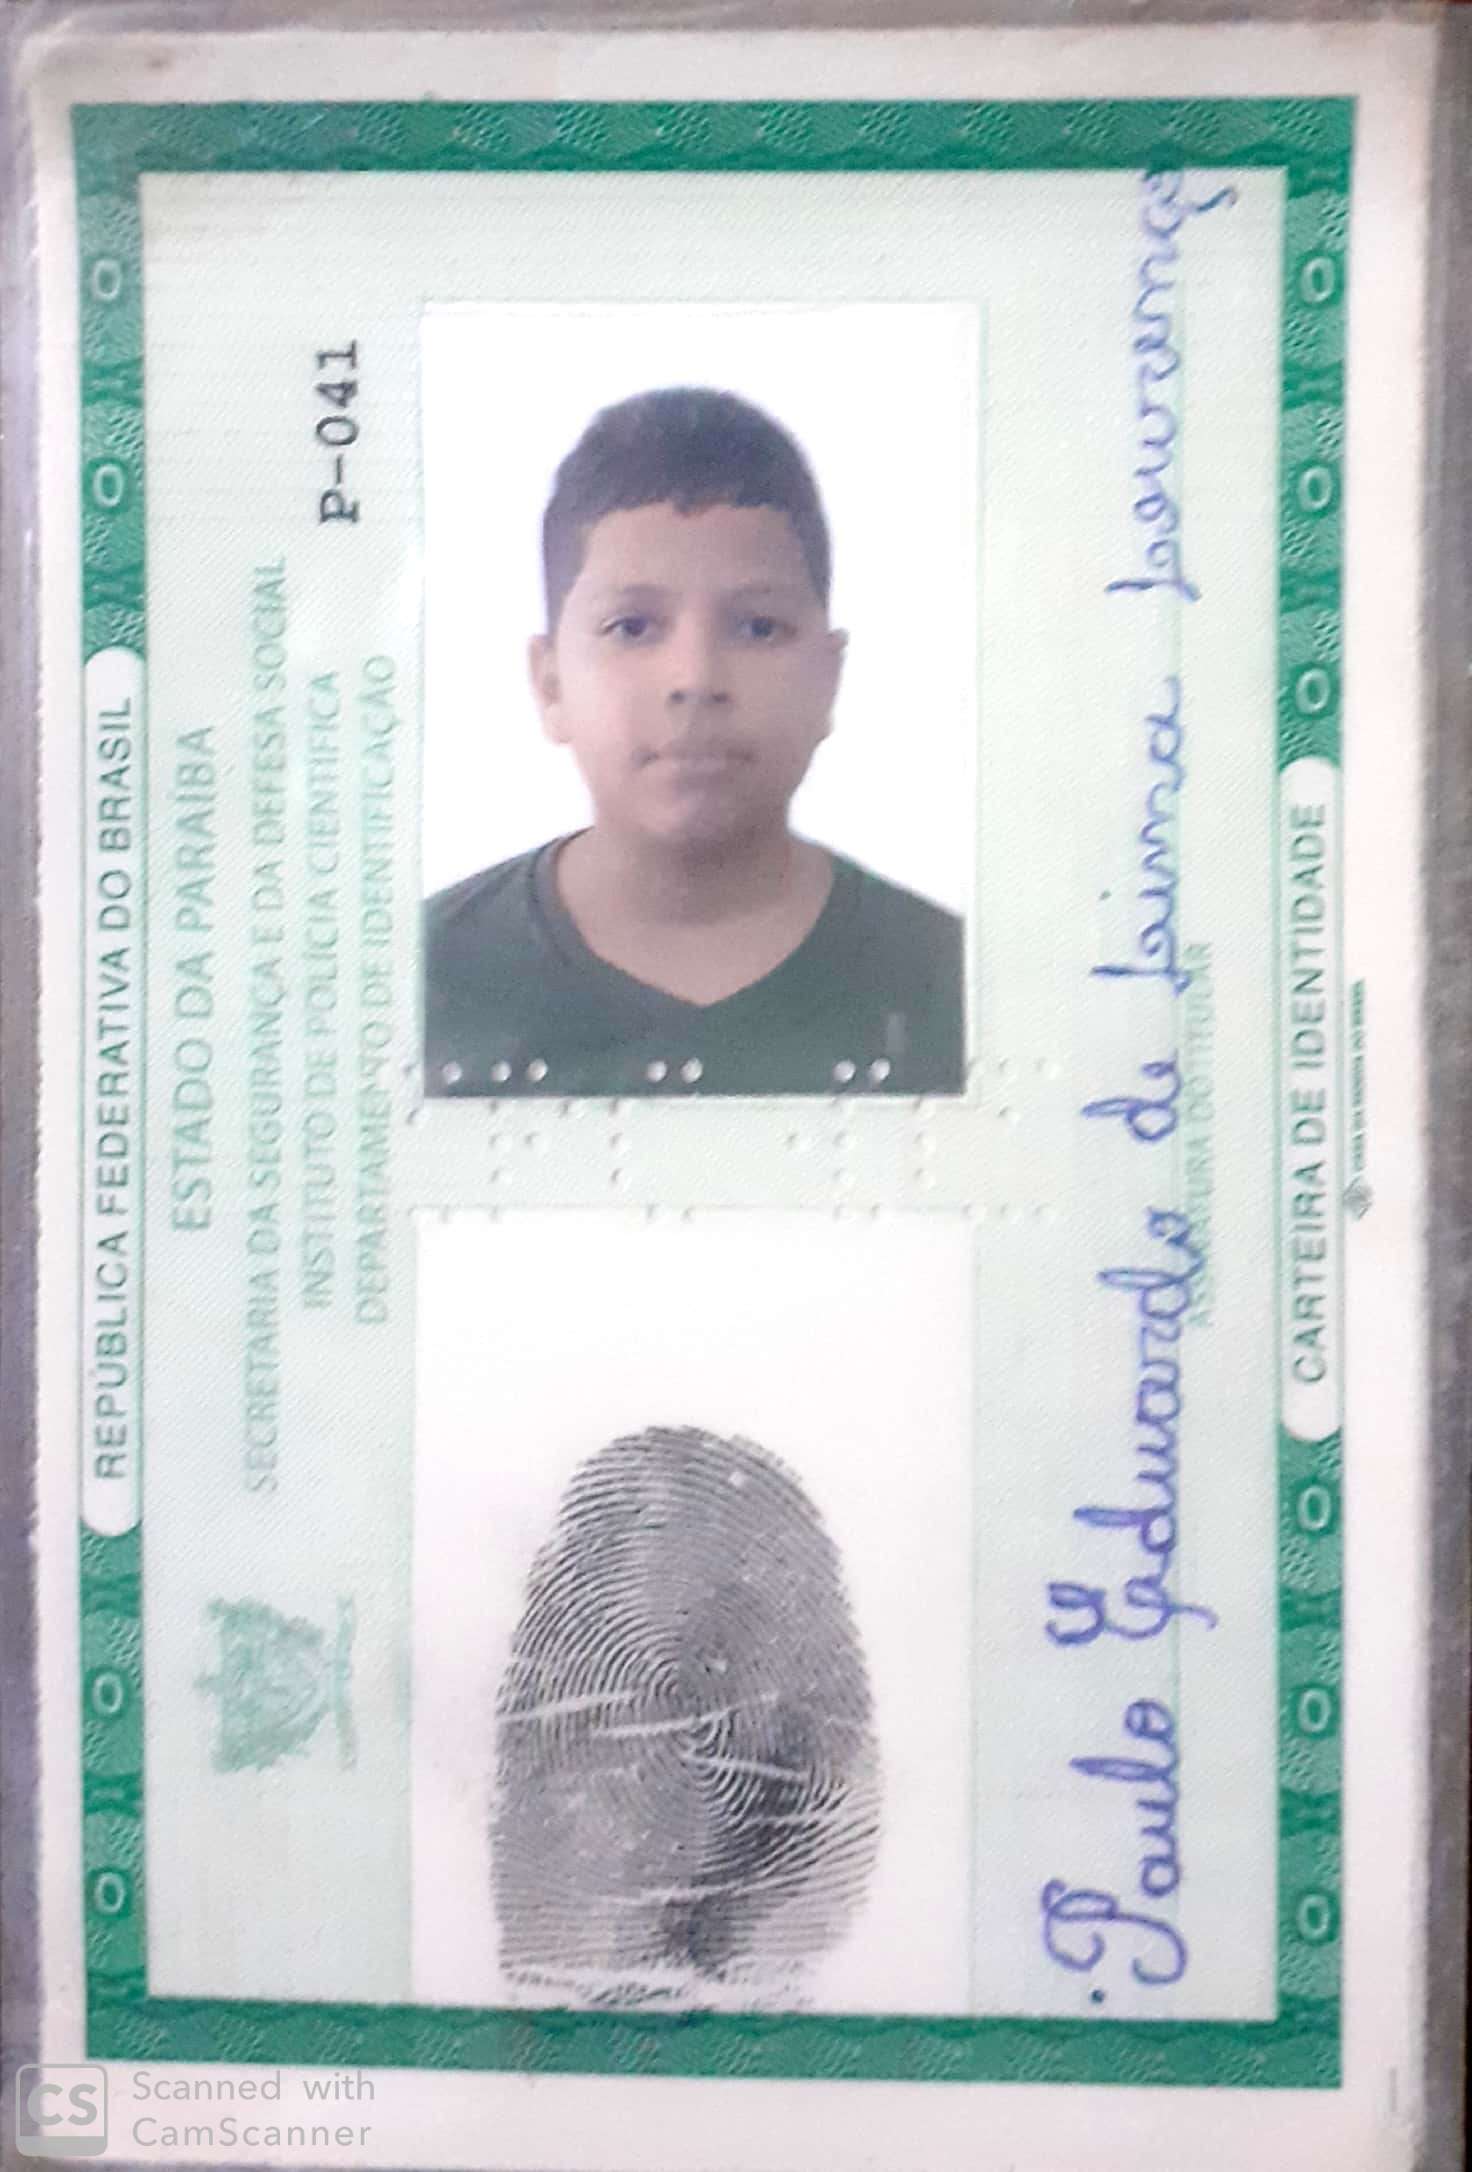 REPÚBLICA FEDERATIVA DO BRASIL
ESTADO DA PARAÍBA
SECRETARIA DA SEGURANÇA E DA DEFESA SOCIAL
INSTITUTO DE POLÍCIA CIENTÍFICA
DEPARTAMENTO DE IDENTIFICAÇÃO
P-041
Paulo Eduardo de Lima Lourenço
ASSINATURA DO TITULAR
CARTEIRA DE IDENTIDADE
CS
Scanned with
CamScanner